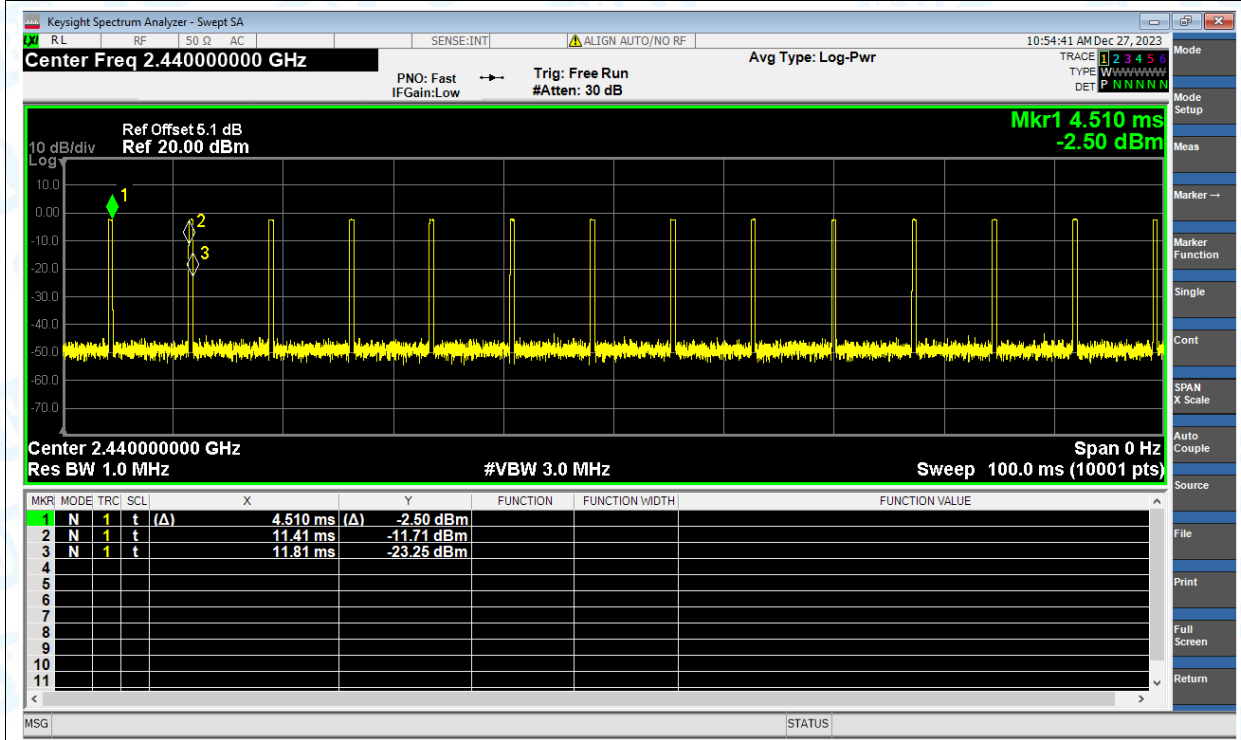 Keysight Spectrum Analyzer - Swept SA
LXI RL RF 50 Ω AC SENSE:INT ALIGN AUTO/NO RF 10:54:41 AM Dec 27, 2023
Center Freq 2.440000000 GHz
PNO: Fast
IFGain:Low
Trig: Free Run
#Atten: 30 dB
Avg Type: Log-Pwr
TRACE 1 2 3 4 5 6
TYPE WWWWWWW
DET P N N N N N
Ref Offset 5.1 dB
10 dB/div Ref 20.00 dBm
Log
Mkr1 4.510 ms
-2.50 dBm
10.0
0.00
-10.0
-20.0
-30.0
-40.0
-50.0
-60.0
-70.0
1
2
3
Center 2.440000000 GHz Span 0 Hz
Res BW 1.0 MHz #VBW 3.0 MHz Sweep 100.0 ms (10001 pts)
MKR MODE TRC SCL X Y FUNCTION FUNCTION WIDTH FUNCTION VALUE
1 N 1 t (Δ) 4.510 ms (Δ) -2.50 dBm
2 N 1 t 11.41 ms -11.71 dBm
3 N 1 t 11.81 ms -23.25 dBm
4
5
6
7
8
9
10
11
MSG STATUS
Mode
Mode
Setup
Meas
Marker →
Marker
Function
Single
Cont
SPAN
X Scale
Auto
Couple
Source
File
Print
Full
Screen
Return